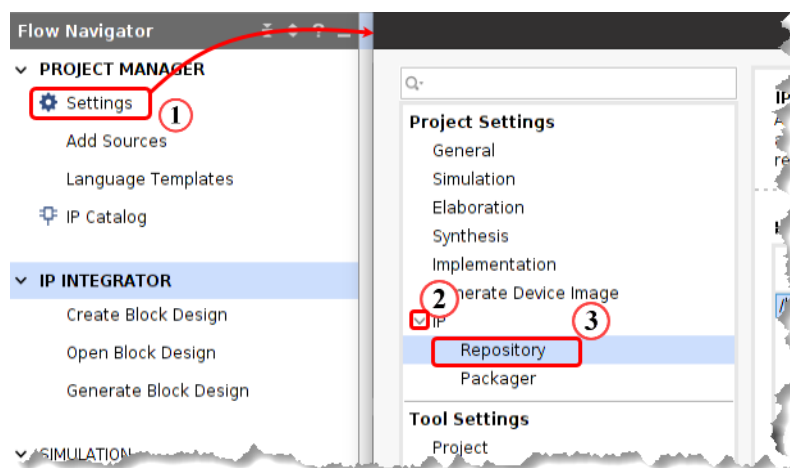 Flow Navigator
PROJECT MANAGER
Settings
1
Add Sources
Language Templates
IP Catalog
IP INTEGRATOR
Create Block Design
Open Block Design
Generate Block Design
SIMULATION
Project Settings
General
Simulation
Elaboration
Synthesis
Implementation
2
nerate Device Image
IP
3
Repository
Packager
Tool Settings
Project
IP